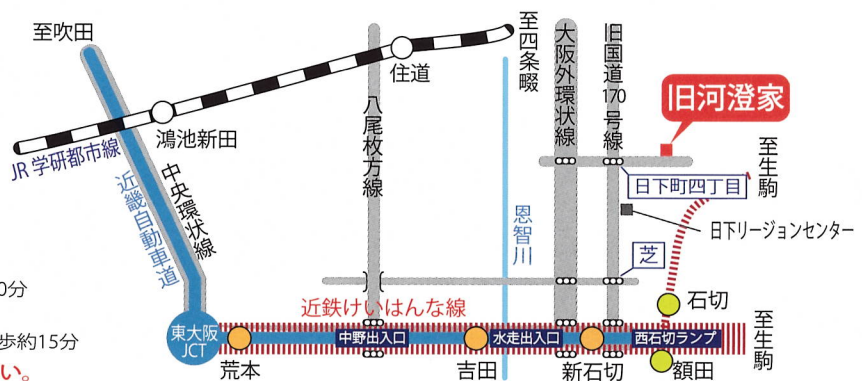 至吹田
住道
至四条畷
大阪外環状線
旧国道170号線
旧河澄家
鴻池新田
JR学研都市線
近畿自動車道
中央環状線
八尾枚方線
恩智川
至生駒
日下町四丁目
日下リージョンセンター
芝
0分
歩約15分
い。
近鉄けいはんな線
石切
東大阪
JCT
中野出入口
水走出入口
西石切ランプ
至生駒
荒本
吉田
新石切
額田